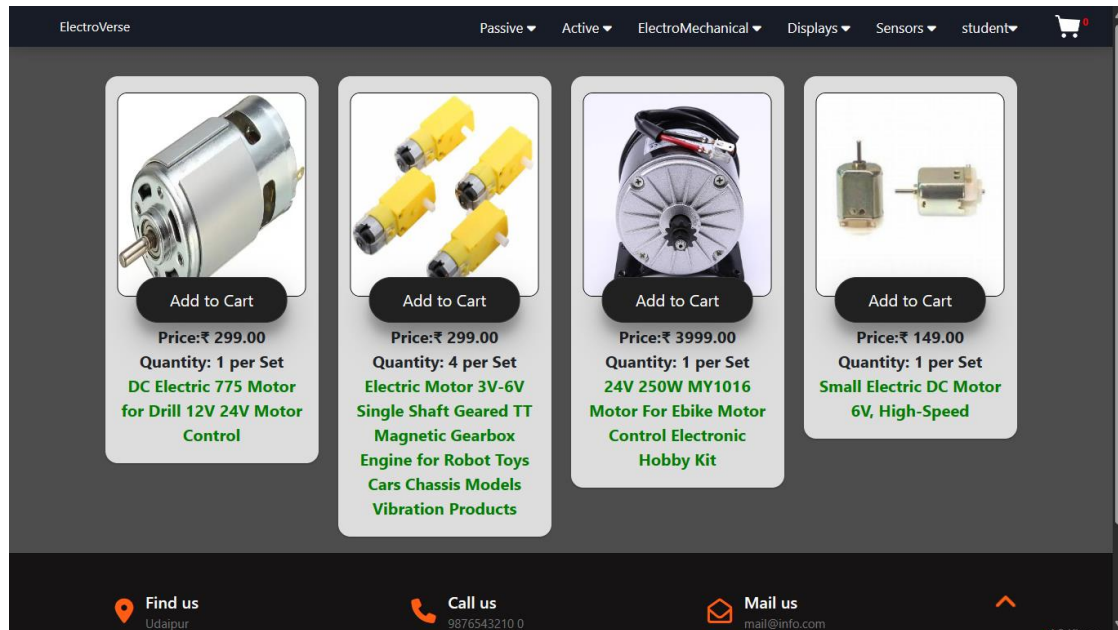 ElectroVerse
Passive Active ElectroMechanical Displays Sensors student 0
Add to Cart
Price:₹ 299.00
Quantity: 1 per Set
DC Electric 775 Motor
for Drill 12V 24V Motor
Control
Add to Cart
Price:₹ 299.00
Quantity: 4 per Set
Electric Motor 3V-6V
Single Shaft Geared TT
Magnetic Gearbox
Engine for Robot Toys
Cars Chassis Models
Vibration Products
Add to Cart
Price:₹ 3999.00
Quantity: 1 per Set
24V 250W MY1016
Motor For Ebike Motor
Control Electronic
Hobby Kit
Add to Cart
Price:₹ 149.00
Quantity: 1 per Set
Small Electric DC Motor
6V, High-Speed
Find us
Udaipur
Call us
9876543210 0
Mail us
mail@info.com